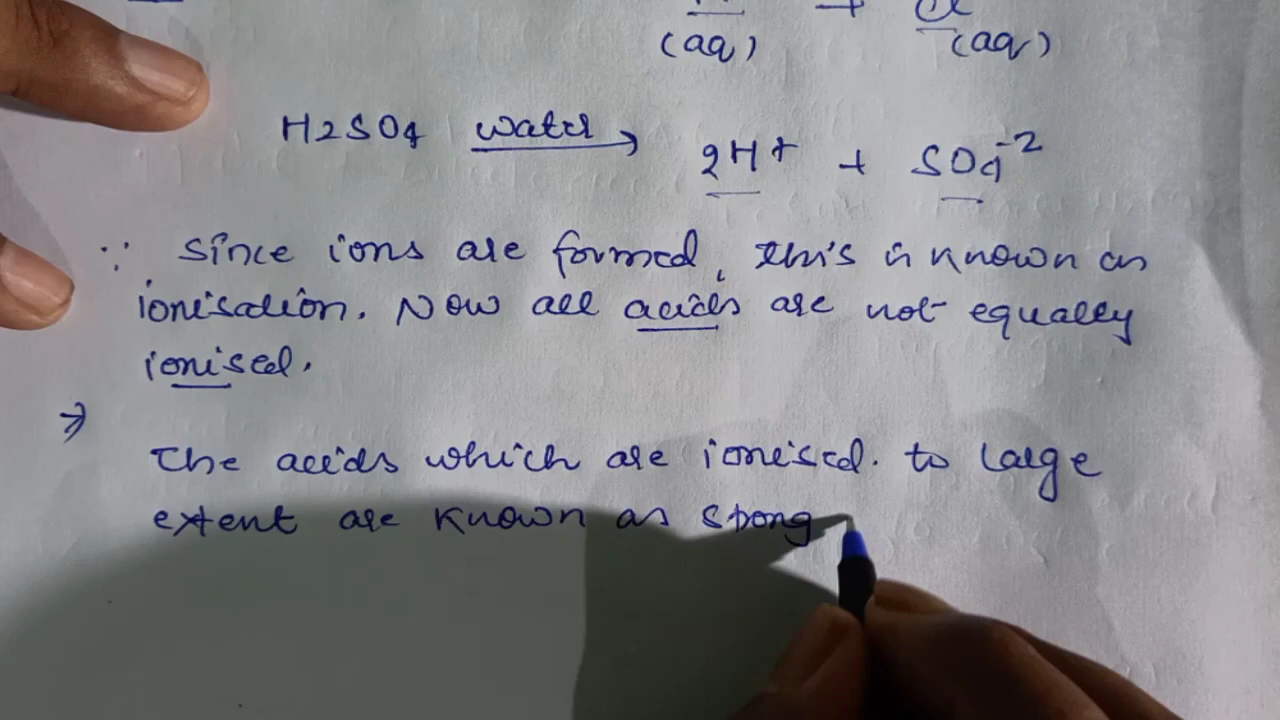 +
(aq) (aq)
H2SO4 water → 2H+ + SO4-2
∵ Since ions are formed, this is known as
ionisation. Now all acids are not equally
ionised.
⇒
The acids which are ionised. to large
extent are known as strong